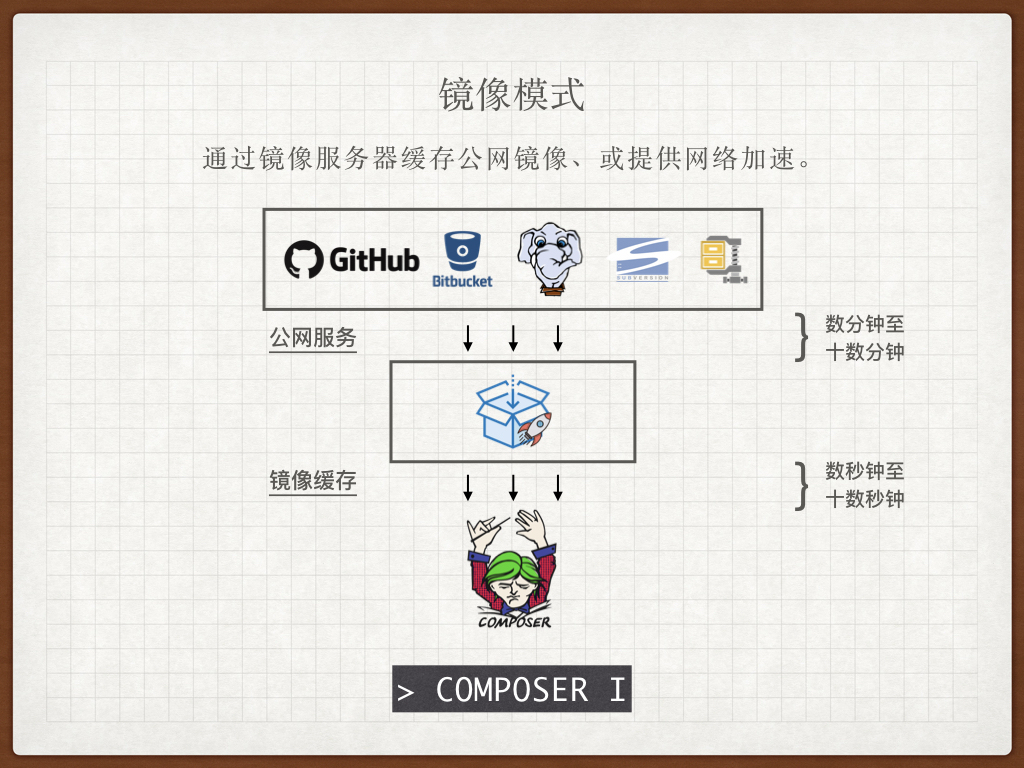 镜像模式
通过镜像服务器缓存公网镜像、或提供网络加速。
GitHub
Bitbucket
SUBVERSION
公网服务
数分钟至
十数分钟
镜像缓存
数秒钟至
十数秒钟
COMPOSER
> COMPOSER I